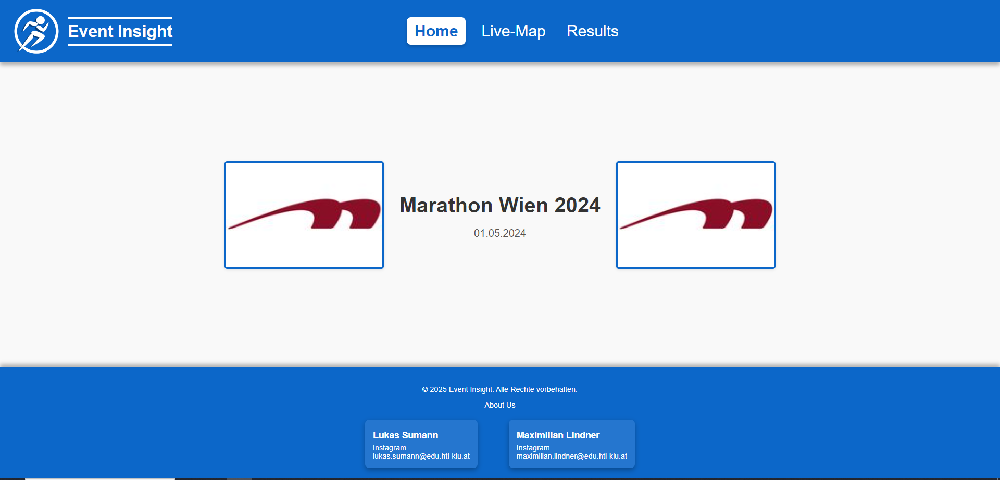 Event Insight
Home Live-Map Results
Marathon Wien 2024
01.05.2024
© 2025 Event Insight. Alle Rechte vorbehalten.
About Us
Lukas Sumann
Instagram
lukas.sumann@edu.htl-klu.at
Maximilian Lindner
Instagram
maximilian.lindner@edu.htl-klu.at